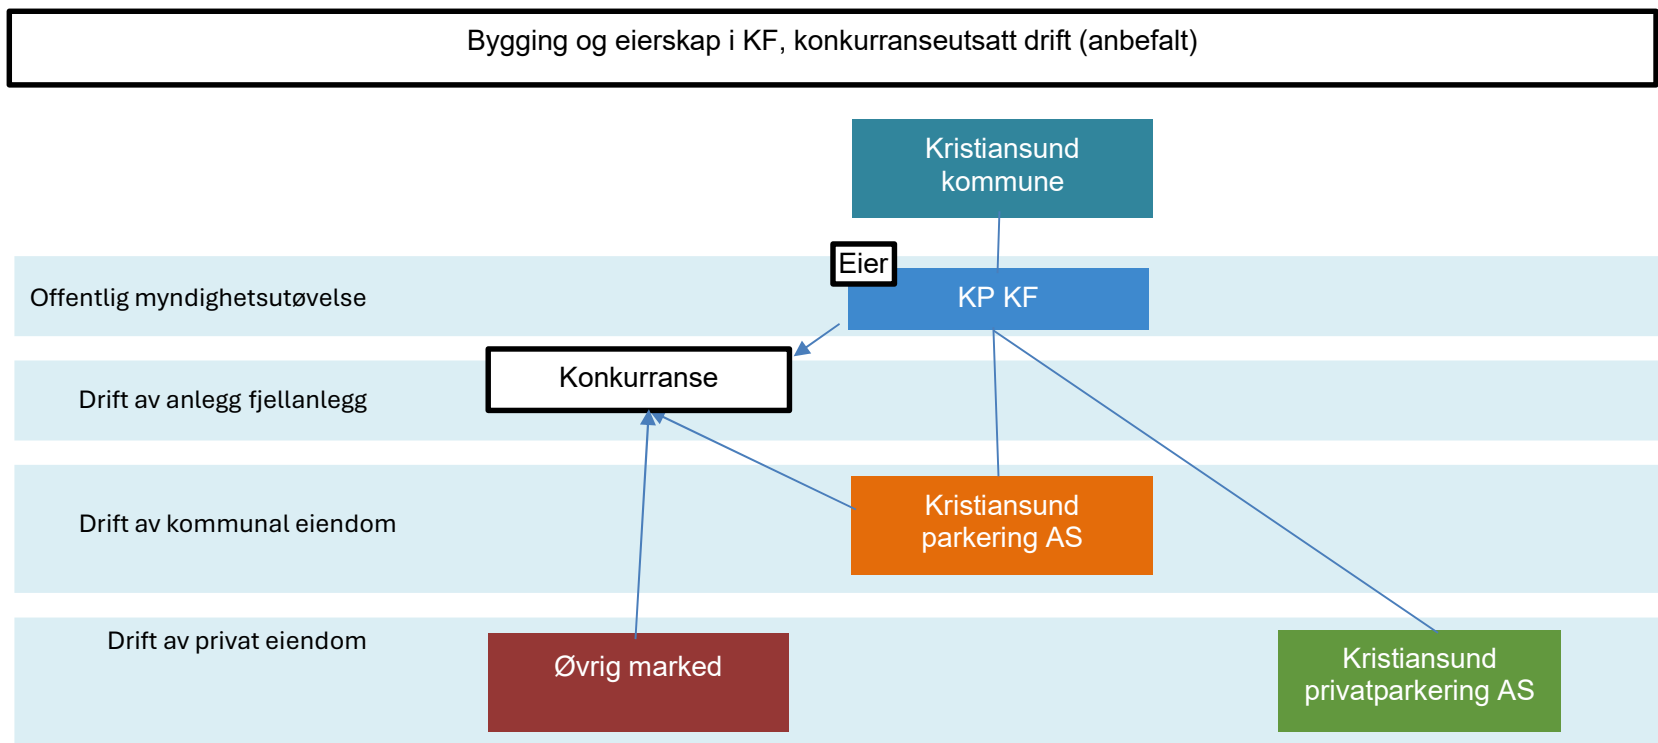 Bygging og eierskap i KF, konkurranseutsatt drift (anbefalt)
Kristiansund
kommune
Eier
Offentlig myndighetsutøvelse
KP KF
Konkurranse
Drift av anlegg fjellanlegg
Kristiansund
parkering AS
Drift av kommunal eiendom
Drift av privat eiendom
Øvrig marked
Kristiansund
privatparkering AS